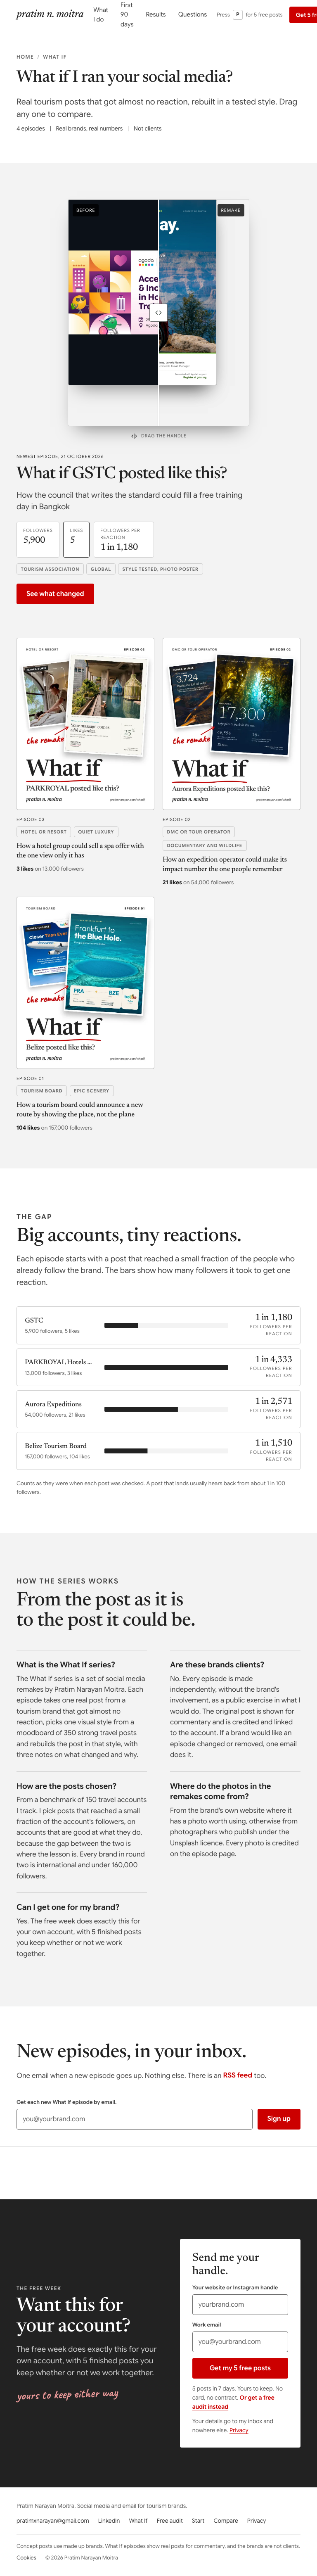 pratim n. moitra
What I do
First 90 days
Results
Questions
Press P for 5 free posts
HOME / WHAT IF
What if I ran your social media?
Real tourism posts that got almost no reaction, rebuilt in a tested style. Drag
any one to compare.
4 episodes | Real brands, real numbers | Not clients
BEFORE
REMAKE
agoda
DRAG THE HANDLE
NEWEST EPISODE, 21 OCTOBER 2026
What if GSTC posted like this?
How the council that writes the standard could fill a free training
day in Bangkok
FOLLOWERS
5,900
LIKES
5
FOLLOWERS PER REACTION
1 in 1,180
TOURISM ASSOCIATION
GLOBAL
STYLE TESTED, PHOTO POSTER
See what changed
HOTEL OR RESORT
EPISODE 03
the remake
What if
PARKROYAL posted like this?
pratim n. moitra
EPISODE 03
HOTEL OR RESORT
QUIET LUXURY
How a hotel group could sell a spa offer with
the one view only it has
3 likes on 13,000 followers
DMC OR TOUR OPERATOR
EPISODE 02
3,724
17,300
the remake
What if
Aurora Expeditions posted like this?
pratim n. moitra
EPISODE 02
DMC OR TOUR OPERATOR
DOCUMENTARY AND WILDLIFE
How an expedition operator could make its
impact number the one people remember
21 likes on 54,000 followers
TOURISM BOARD
EPISODE 01
Frankfurt to
the Blue Hole.
FRA
BZE
the remake
What if
Belize posted like this?
pratim n. moitra
EPISODE 01
TOURISM BOARD
EPIC SCENERY
How a tourism board could announce a new
route by showing the place, not the plane
104 likes on 157,000 followers
THE GAP
Big accounts, tiny reactions.
Each episode starts with a post that reached a small fraction of the people who
already follow the brand. The bars show how many followers it took to get one
reaction.
GSTC
5,900 followers, 5 likes
1 in 1,180
FOLLOWERS PER
REACTION
PARKROYAL Hotels ...
13,000 followers, 3 likes
1 in 4,333
FOLLOWERS PER
REACTION
Aurora Expeditions
54,000 followers, 21 likes
1 in 2,571
FOLLOWERS PER
REACTION
Belize Tourism Board
157,000 followers, 104 likes
1 in 1,510
FOLLOWERS PER
REACTION
Counts as they were when each post was checked. A post that lands usually hears back from about 1 in 100
followers.
HOW THE SERIES WORKS
From the post as it is
to the post it could be.
What is the What If series?
The What If series is a set of social media
remakes by Pratim Narayan Moitra. Each
episode takes one real post from a
tourism brand that got almost no
reaction, picks one visual style from a
moodboard of 350 strong travel posts
and rebuilds the post in that style, with
three notes on what changed and why.
Are these brands clients?
No. Every episode is made
independently, without the brand's
involvement, as a public exercise in what I
would do. The original post is shown for
commentary and is credited and linked
to the account. If a brand would like an
episode changed or removed, one email
does it.
How are the posts chosen?
From a benchmark of 150 travel accounts
I track. I pick posts that reached a small
fraction of the account's followers, on
accounts that are good at what they do,
because the gap between the two is
where the lesson is. Every brand in round
two is international and under 160,000
followers.
Where do the photos in the
remakes come from?
From the brand's own website where it
has a photo worth using, otherwise from
photographers who publish under the
Unsplash licence. Every photo is credited
on the episode page.
Can I get one for my brand?
Yes. The free week does exactly this for
your own account, with 5 finished posts
you keep whether or not we work
together.
New episodes, in your inbox.
One email when a new episode goes up. Nothing else. There is an RSS feed too.
Get each new What If episode by email.
you@yourbrand.com
Sign up
THE FREE WEEK
Want this for
your account?
The free week does exactly this for your
own account, with 5 finished posts you
keep whether or not we work together.
yours to keep either way
Send me your
handle.
Your website or Instagram handle
yourbrand.com
Work email
you@yourbrand.com
Get my 5 free posts
5 posts in 7 days. Yours to keep. No
card, no contract. Or get a free
audit instead
Your details go to my inbox and
nowhere else. Privacy
Pratim Narayan Moitra. Social media and email for tourism brands.
pratimxnarayan@gmail.com
LinkedIn
What If
Free audit
Start
Compare
Privacy
Concept posts use made up brands. What If episodes show real posts for commentary, and the brands are not clients.
Cookies
© 2026 Pratim Narayan Moitra